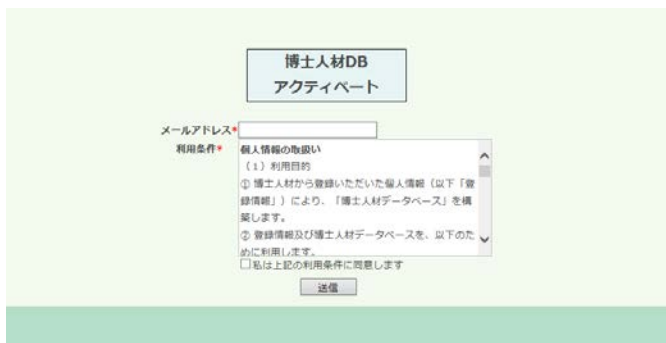 博士人材DB
アクティベート
メールアドレス*
利用条件*
個人情報の取扱い
（１）利用目的
① 博士人材から登録いただいた個人情報（以下「登
録情報」）により、「博士人材データベース」を構
築します。
② 登録情報及び博士人材データベースを、以下のた
めに利用します。
私は上記の利用条件に同意します
送信